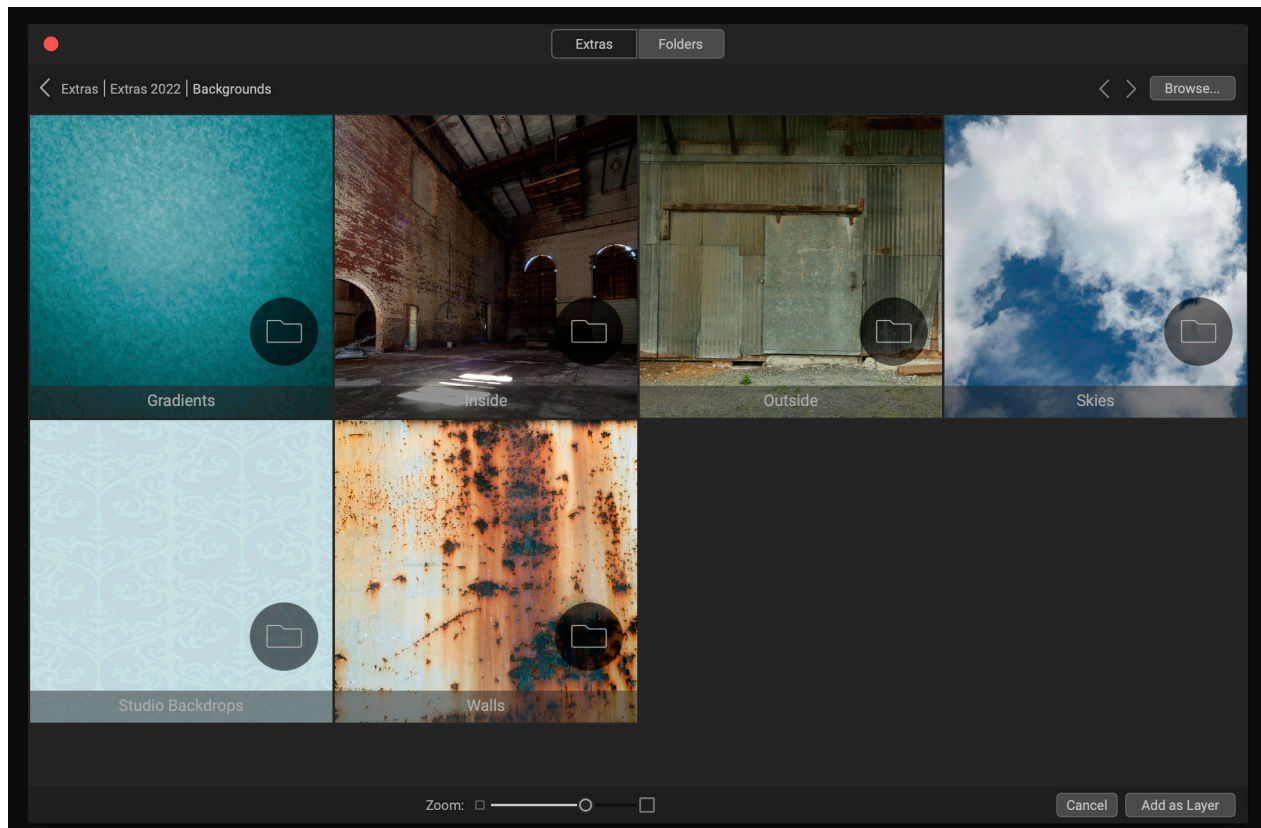 Extras Folders
Extras | Extras 2022 | Backgrounds Browse...
Gradients Inside Outside Skies
Studio Backdrops Walls
Zoom: Cancel Add as Layer